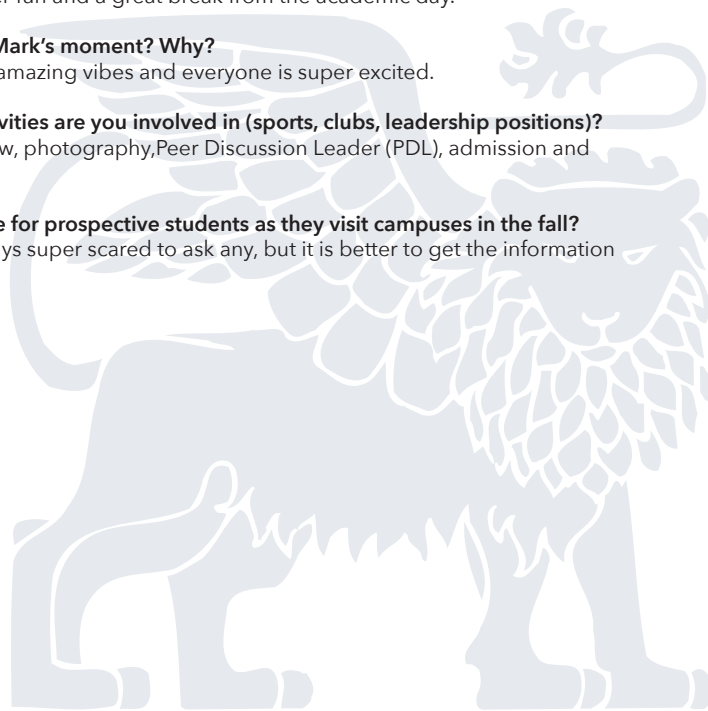 fun and a great break from the academic day.
Mark's moment? Why?
amazing vibes and everyone is super excited.
are you involved in (sports, clubs, leadership positions)?
photography,Peer Discussion Leader (PDL), admission and
for prospective students as they visit campuses in the fall?
super scared to ask any, but it is better to get the information